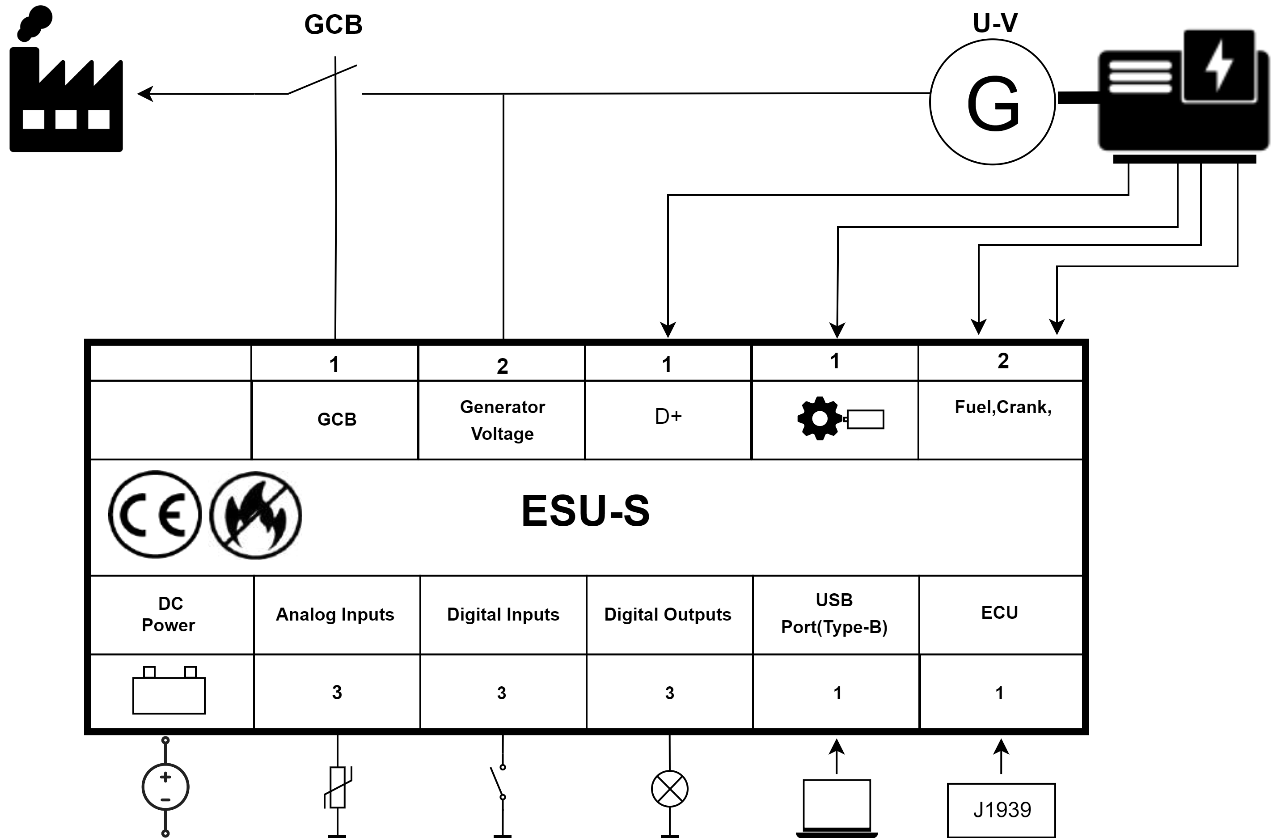 GCB
U-V
G
1
2
1
1
2
GCB
Generator
Voltage
D+
Fuel,Crank,
CE
ESU-S
DC
Power
Analog Inputs
Digital Inputs
Digital Outputs
USB
Port(Type-B)
ECU
3
3
3
1
1
+
−
J1939